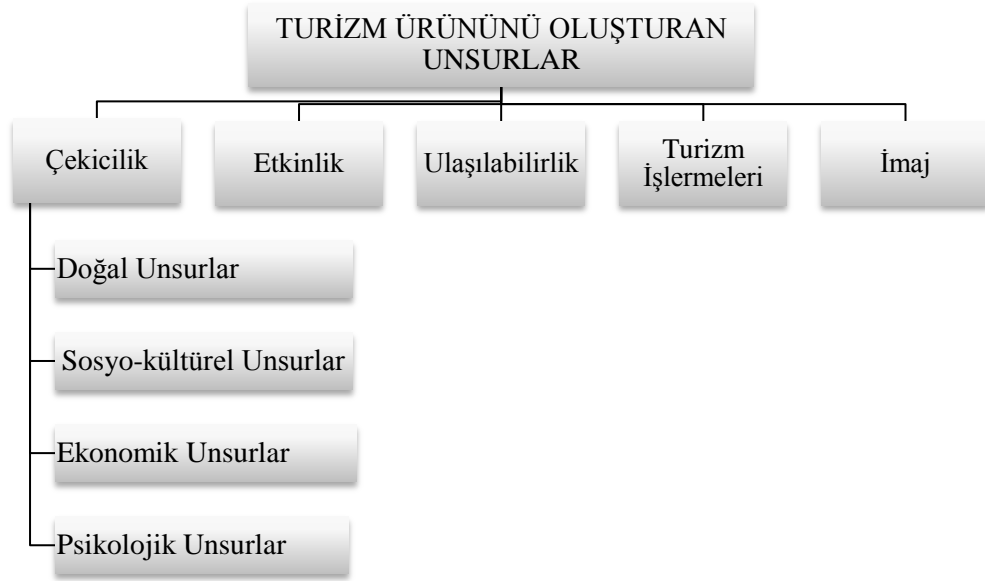 TURİZM ÜRÜNÜNÜ OLUŞTURAN
UNSURLAR
Çekicilik
Etkinlik
Ulaşılabilirlik
Turizm
İşlermeleri
İmaj
Doğal Unsurlar
Sosyo-kültürel Unsurlar
Ekonomik Unsurlar
Psikolojik Unsurlar